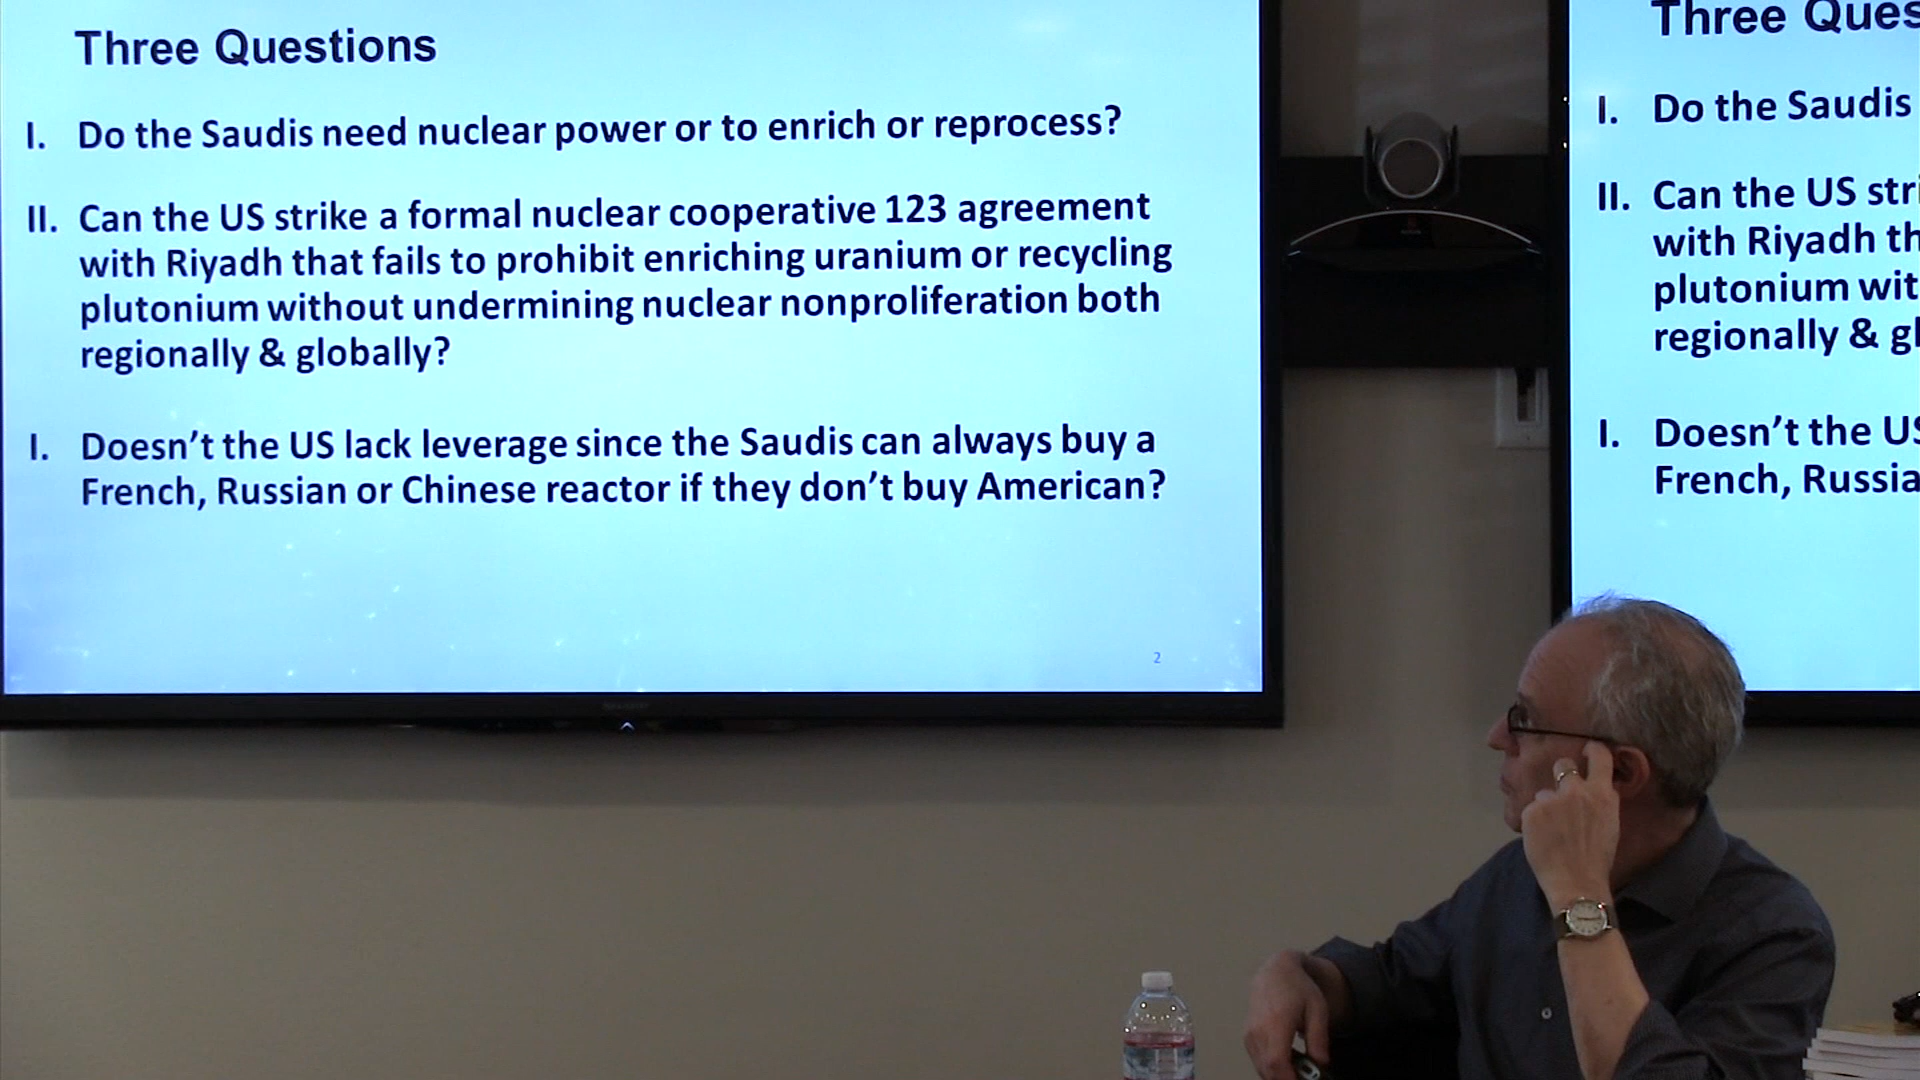 Three Questions
I. Do the Saudis need nuclear power or to enrich or reprocess?
II. Can the US strike a formal nuclear cooperative 123 agreement
with Riyadh that fails to prohibit enriching uranium or recycling
plutonium without undermining nuclear nonproliferation both
regionally & globally?
I. Doesn't the US lack leverage since the Saudis can always buy a
French, Russian or Chinese reactor if they don't buy American?
2
SHARP
Three Ques
I. Do the Saudis
II. Can the US stri
with Riyadh th
plutonium wit
regionally & gl
I. Doesn't the US
French, Russia